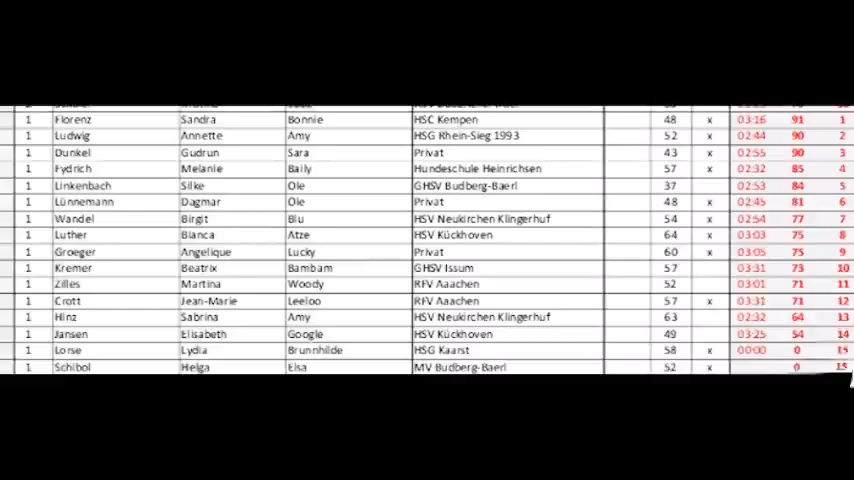 1 Florenz Sandra Bonnie HSC Kempen 48 x 03:16 91 1
1 Ludwig Annette Amy HSG Rhein-Sieg 1993 52 x 02:44 90 2
1 Dunkel Gudrun Sara Privat 43 x 02:55 90 3
1 Fydrich Melanie Baily Hundeschule Heinrichsen 57 x 02:32 85 4
1 Linkenbach Silke Ole GHSV Budberg-Baerl 37 02:53 84 5
1 Lünnemann Dagmar Ole Privat 48 x 02:45 81 6
1 Wandel Birgit Blu HSV Neukirchen Klingerhuf 54 x 02:54 77 7
1 Luther Bianca Atze HSV Kückhoven 64 x 03:03 75 8
1 Groeger Angelique Lucky Privat 60 x 03:05 75 9
1 Kremer Beatrix Bambam GHSV Issum 57 03:31 73 10
1 Zilles Martina Woody RFV Aaachen 52 03:01 71 11
1 Crott Jean-Marie Leeloo RFV Aaachen 57 x 03:31 71 12
1 Hinz Sabrina Amy HSV Neukirchen Klingerhuf 63 02:32 64 13
1 Jansen Elisabeth Google HSV Kückhoven 49 03:25 54 14
1 Lorse Lydia Brunnhilde HSG Kaarst 58 x 00:00 0 15
1 Schibol Helga Elsa MV Budberg-Baerl 52 x 0 15